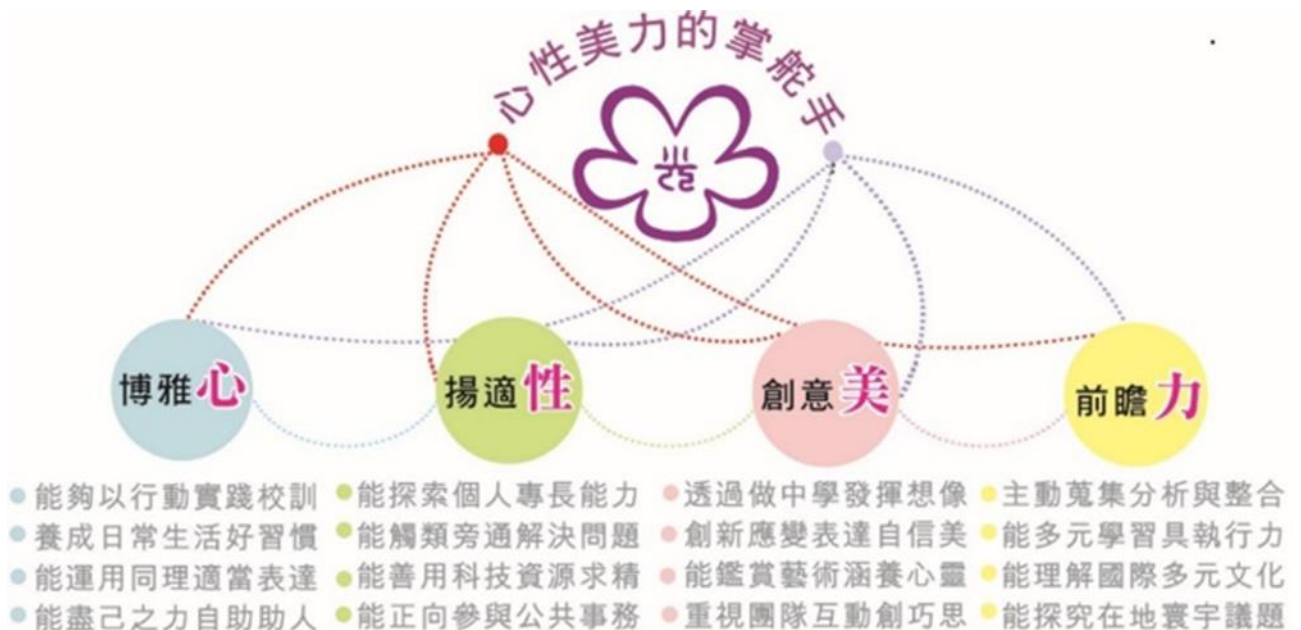 心性美力的掌舵手
博雅心
揚適性
創意美
前瞻力
能夠以行動實踐校訓
養成日常生活好習慣
能運用同理適當表達
能盡己之力自助助人
能探索個人專長能力
能觸類旁通解決問題
能善用科技資源求精
能正向參與公共事務
透過做中學發揮想像
創新應變表達自信美
能鑑賞藝術涵養心靈
重視團隊互動創巧思
主動蒐集分析與整合
能多元學習具執行力
能理解國際多元文化
能探究在地寰宇議題